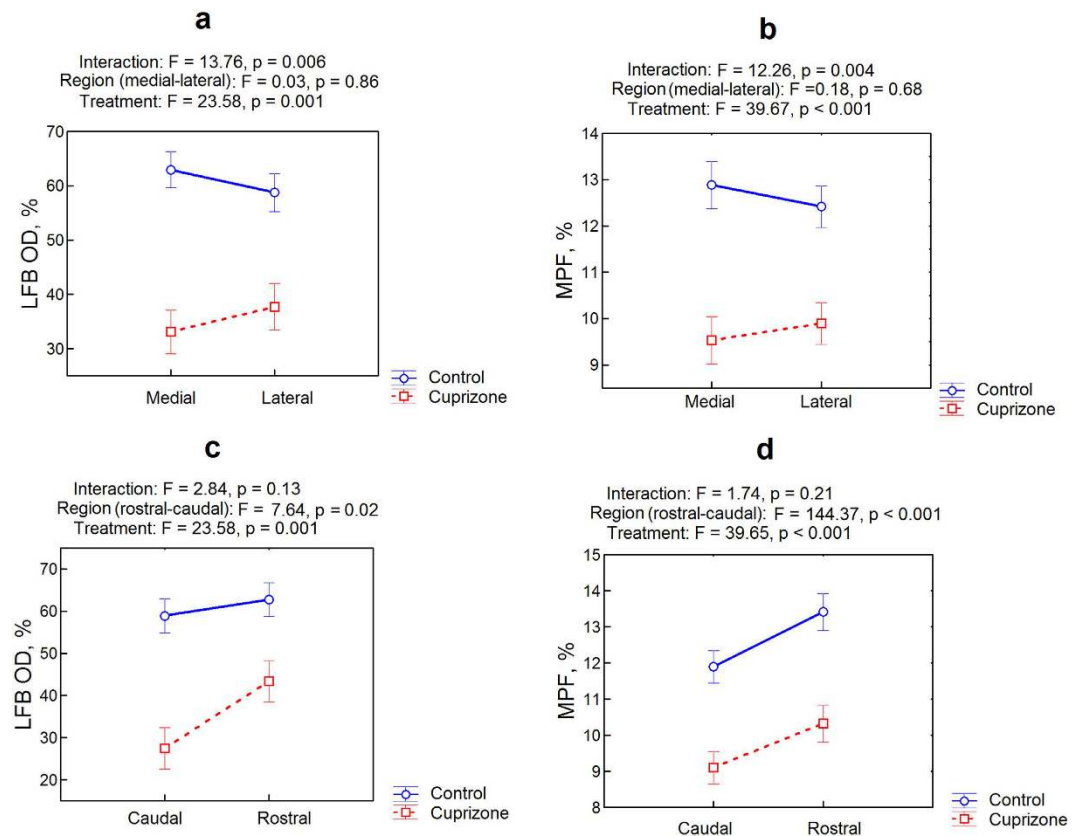 a
Interaction: F = 13.76, p = 0.006
Region (medial-lateral): F = 0.03, p = 0.86
Treatment: F = 23.58, p = 0.001
70
60
50
40
30
LFB OD, %
Medial
Lateral
Control
Cuprizone
b
Interaction: F = 12.26, p = 0.004
Region (medial-lateral): F =0.18, p = 0.68
Treatment: F = 39.67, p < 0.001
14
13
12
11
10
9
MPF, %
Medial
Lateral
Control
Cuprizone
c
Interaction: F = 2.84, p = 0.13
Region (rostral-caudal): F = 7.64, p = 0.02
Treatment: F = 23.58, p = 0.001
70
60
50
40
30
20
LFB OD, %
Caudal
Rostral
Control
Cuprizone
d
Interaction: F = 1.74, p = 0.21
Region (rostral-caudal): F = 144.37, p < 0.001
Treatment: F = 39.65, p < 0.001
15
14
13
12
11
10
9
8
MPF, %
Caudal
Rostral
Control
Cuprizone